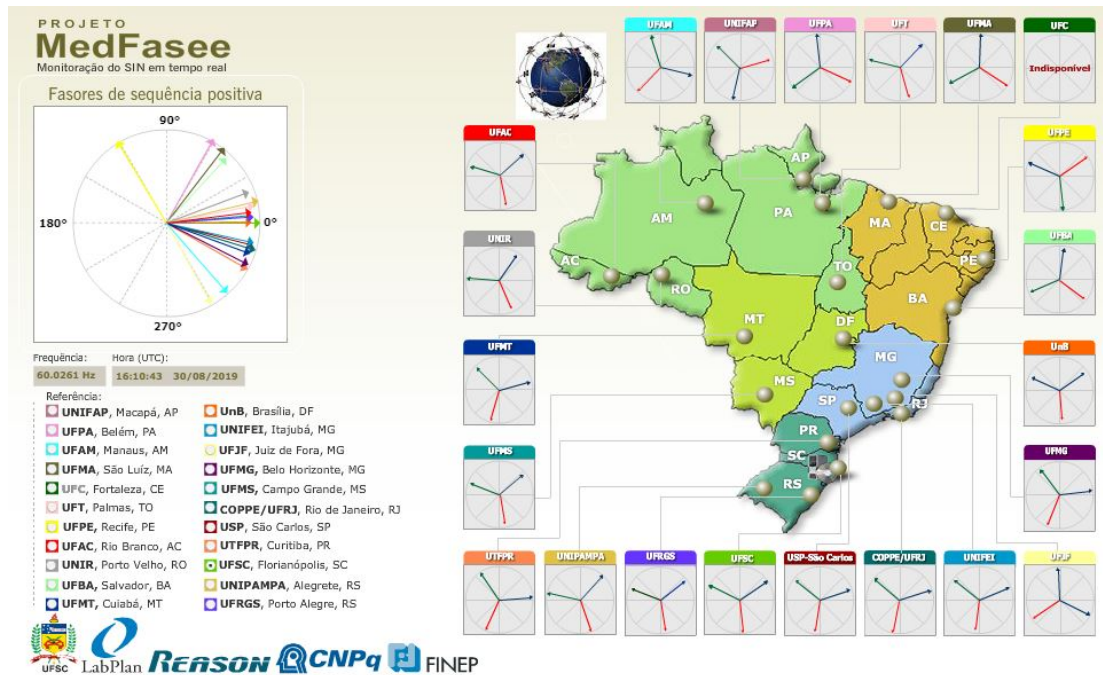 PROJETO
MedFasee
Monitoração do SIN em tempo real
Fasores de sequência positiva
90°
180°
0°
270°
Frequência:
Hora (UTC):
60.0261 Hz
16:10:43 30/08/2019
Referência:
UNIFAP, Macapá, AP
UFPA, Belém, PA
UFAM, Manaus, AM
UFMA, São Luíz, MA
UFC, Fortaleza, CE
UFT, Palmas, TO
UFPE, Recife, PE
UFAC, Rio Branco, AC
UNIR, Porto Velho, RO
UFBA, Salvador, BA
UFMT, Cuiabá, MT
UnB, Brasília, DF
UNIFEI, Itajubá, MG
UFJF, Juiz de Fora, MG
UFMG, Belo Horizonte, MG
UFMS, Campo Grande, MS
COPPE/UFRJ, Rio de Janeiro, RJ
USP, São Carlos, SP
UTFPR, Curitiba, PR
UFSC, Florianópolis, SC
UNIPAMPA, Alegrete, RS
UFRGS, Porto Alegre, RS
UFSC
LabPlan
REASON
CNPq
FINEP
UFAM
UNIFAP
UFPA
UFT
UFMA
UFC
Indisponível
UFAC
UNIR
UFMT
UFMS
UFPE
UFBA
UnB
UFMG
AP
AM
PA
MA
CE
PE
AC
RO
TO
BA
MT
DF
MG
MS
SP
RJ
PR
SC
RS
UTFPR
UNIPAMPA
UFRGS
UFSC
USP-São Carlos
COPPE/UFRJ
UNIFEI
UFJF